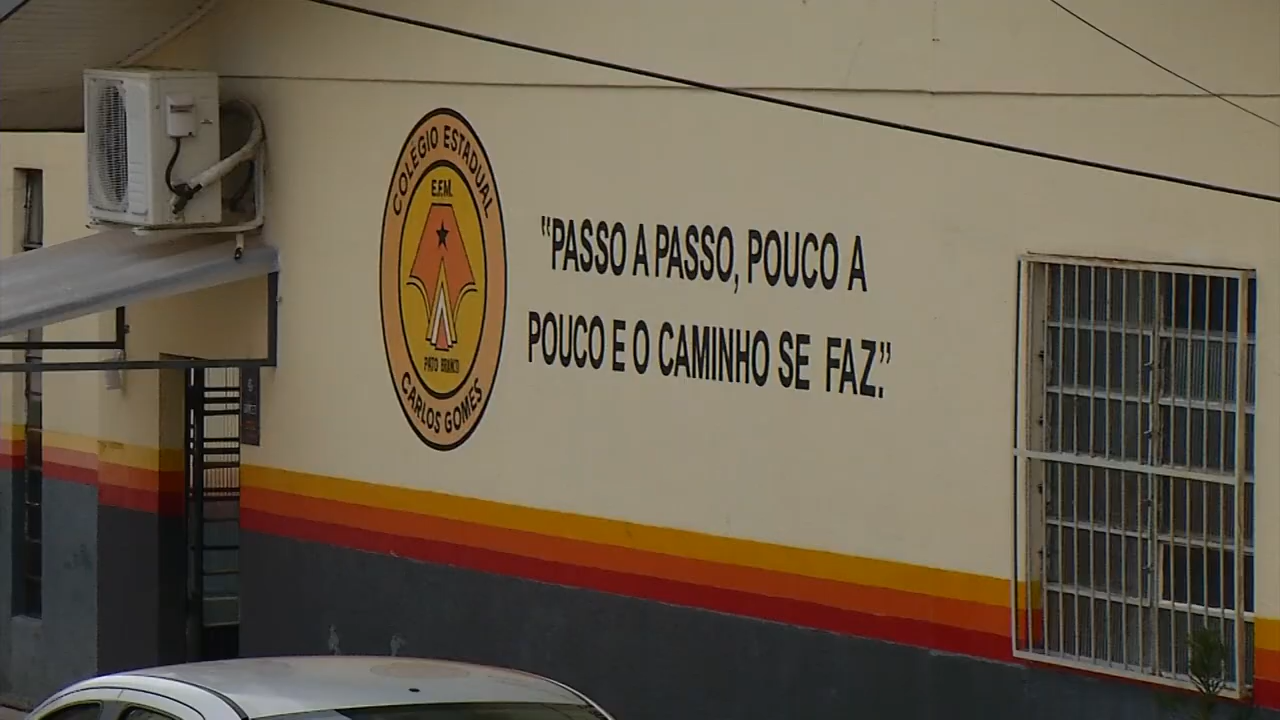 COLÉGIO ESTADUAL
E.F.M.
PATO BRANCO
CARLOS GOMES
"PASSO A PASSO, POUCO A
POUCO E O CAMINHO SE FAZ."